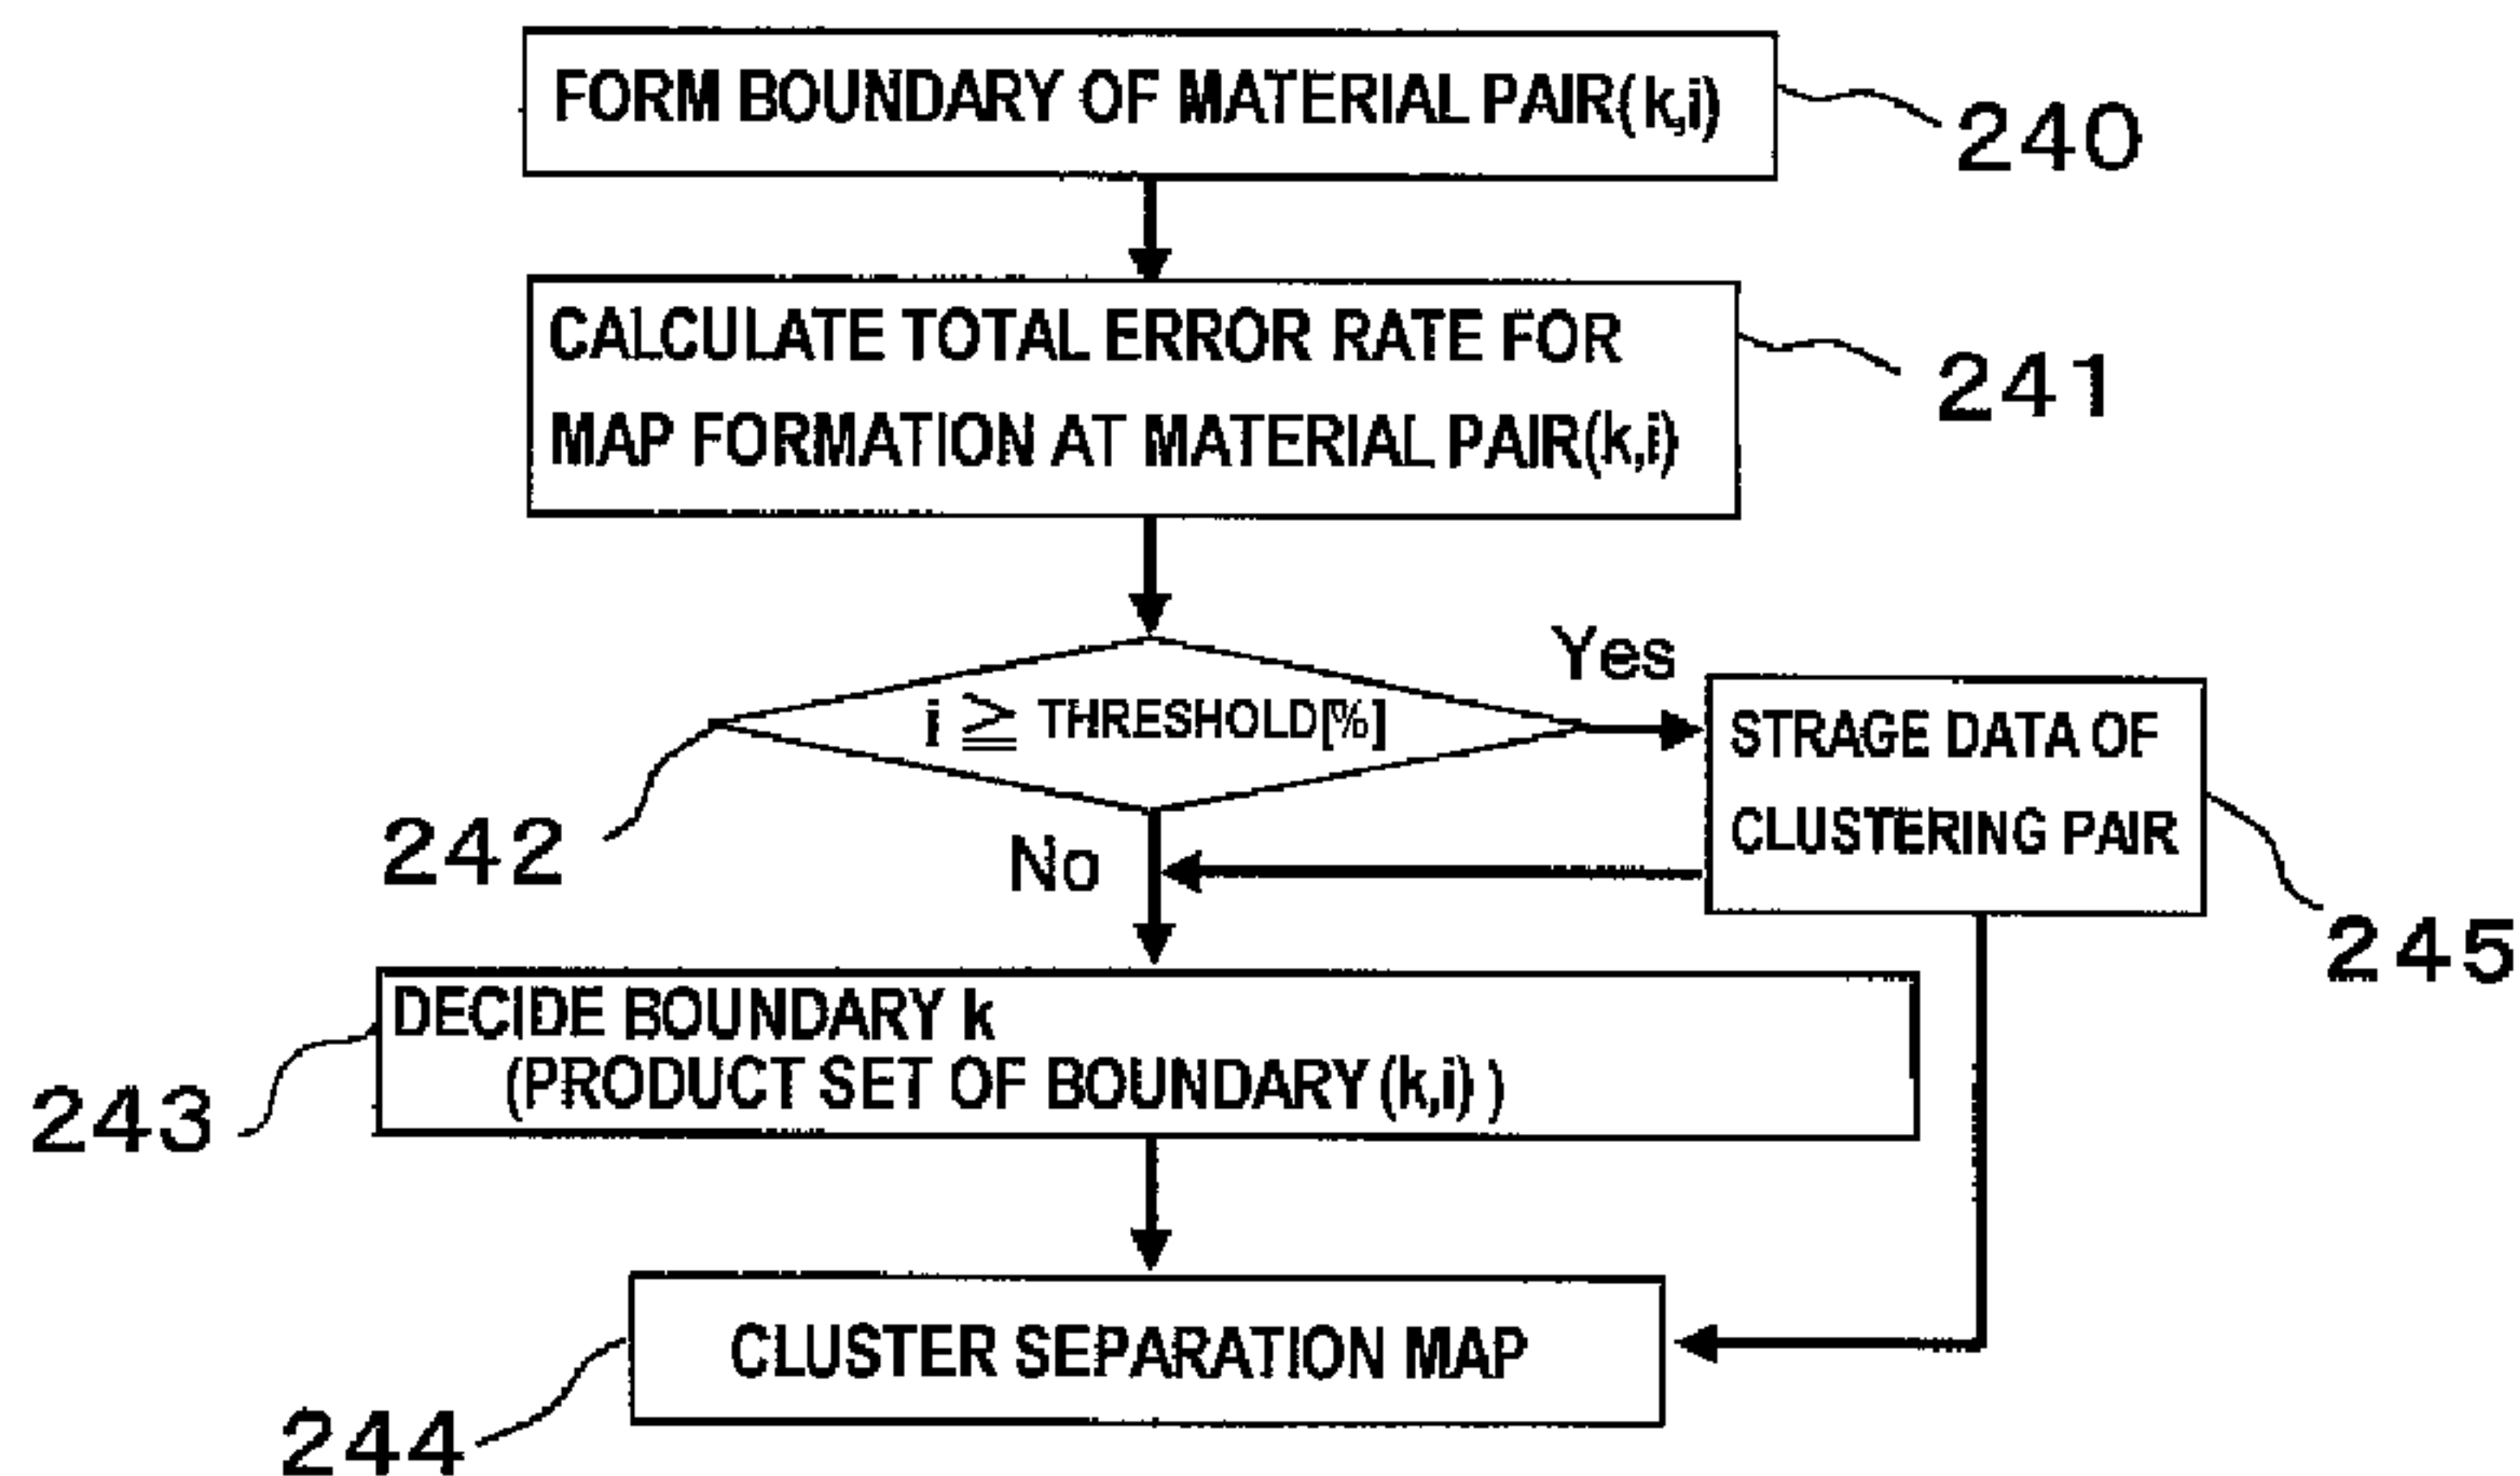 FORM BOUNDARY OF MATERIAL PAIR(k,i)
240
CALCULATE TOTAL ERROR RATE FOR
MAP FORMATION AT MATERIAL PAIR(k,i)
241
i ≧ THRESHOLD[%]
Yes
242
No
STRAGE DATA OF
CLUSTERING PAIR
245
DECIDE BOUNDARY k
(PRODUCT SET OF BOUNDARY(k,i))
243
CLUSTER SEPARATION MAP
244